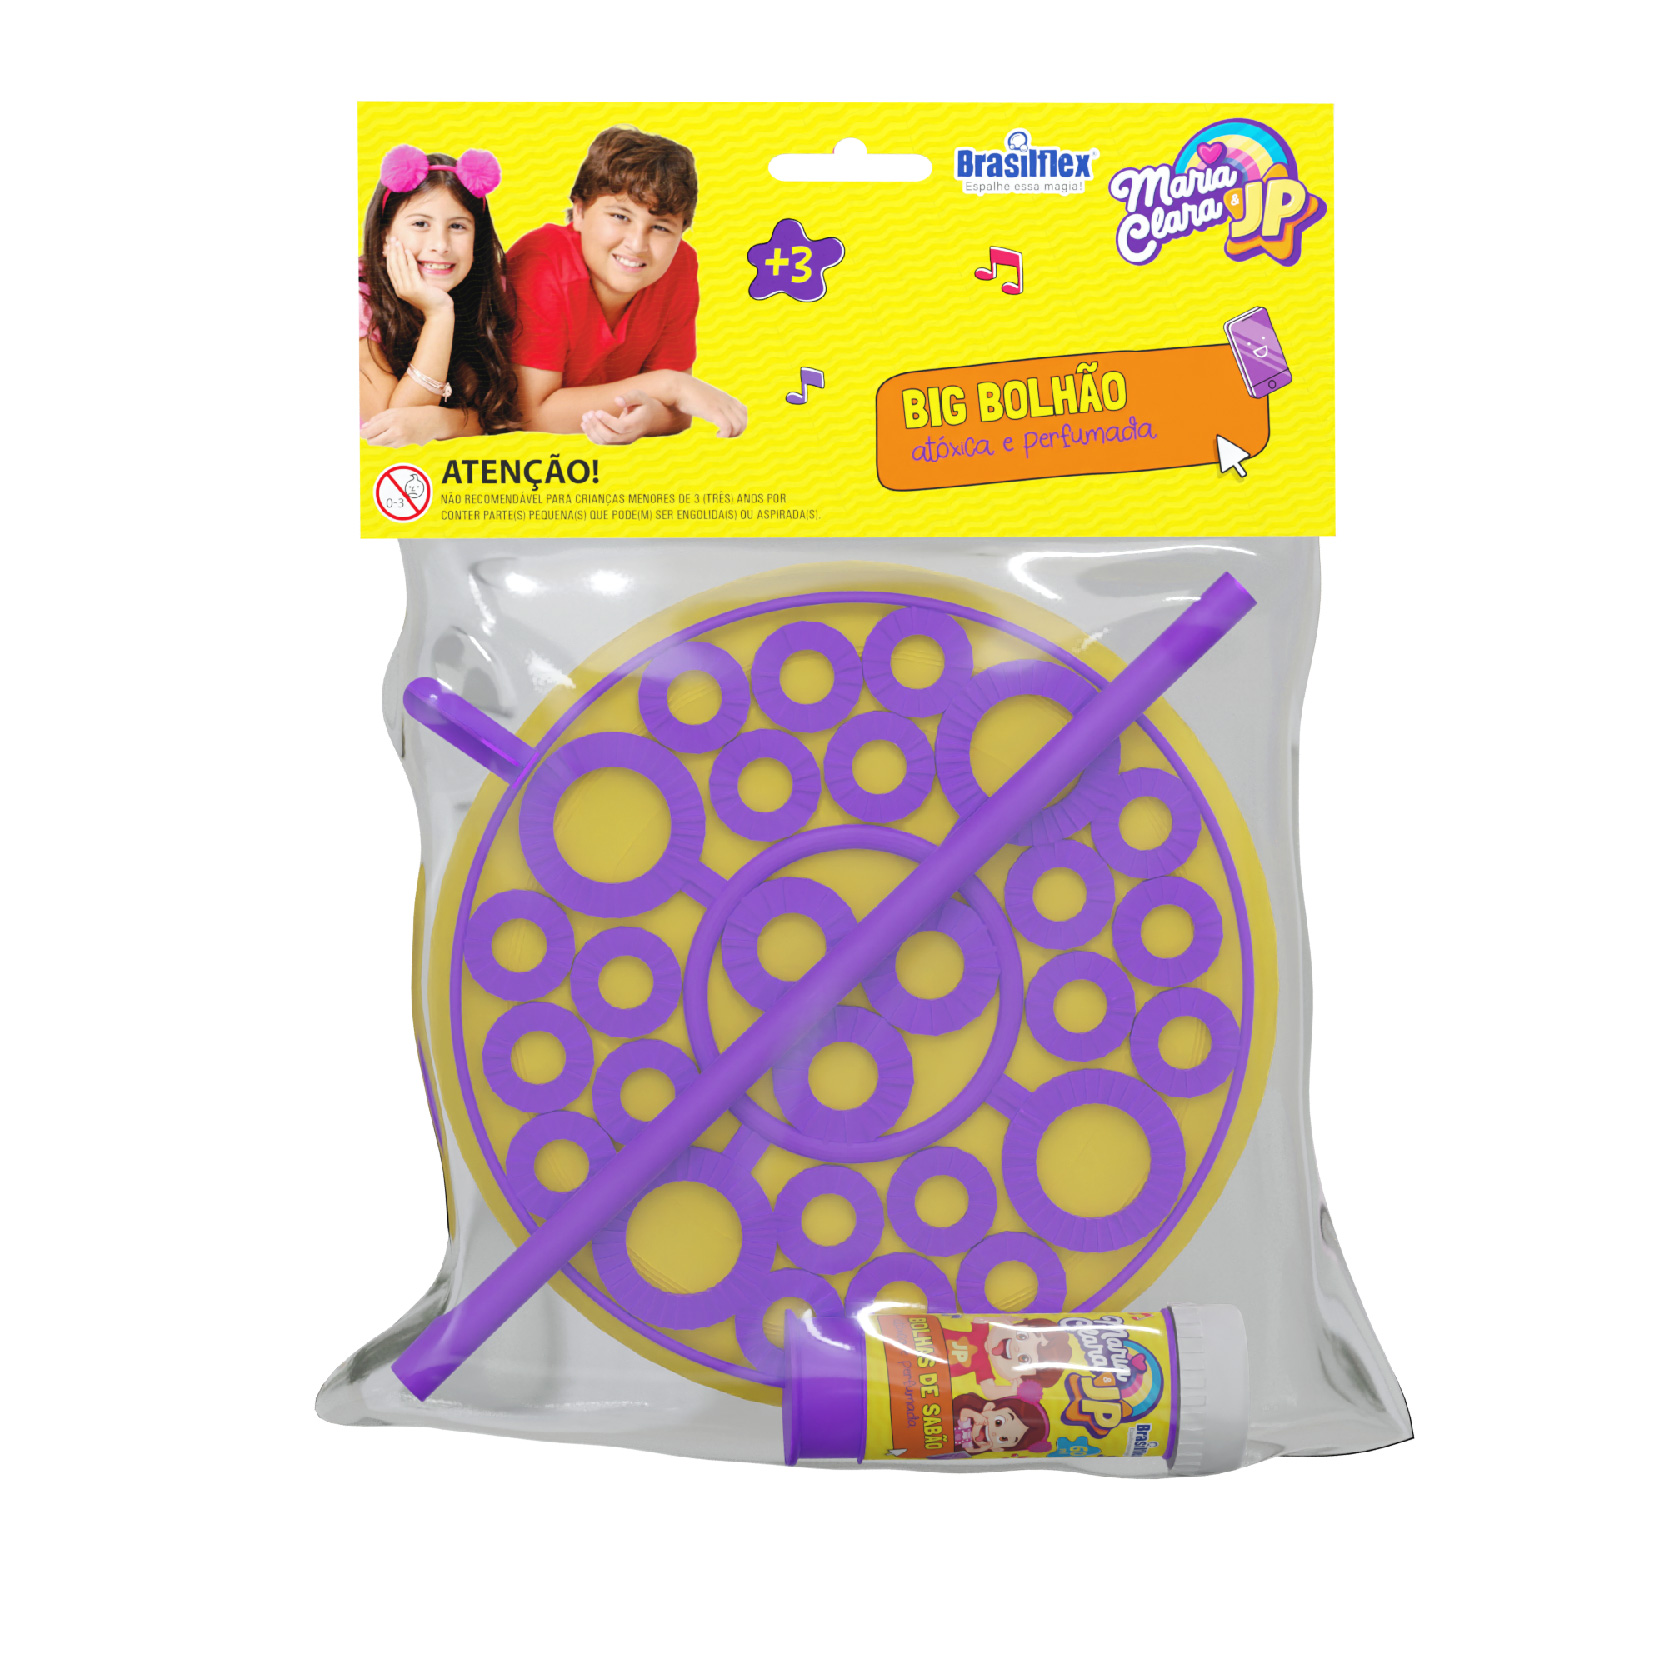 Brasilflex
Espalhe essa magia!
Maria
Clara
& JP
+3
BIG BOLHÃO
atóxica e perfumada
ATENÇÃO!
0-3
NÃO RECOMENDÁVEL PARA CRIANÇAS MENORES DE 3 (TRÊS) ANOS POR
CONTER PARTE(S) PEQUENA(S) QUE PODE(M) SER ENGOLIDA(S) OU ASPIRADA(S).
BOLHAS DE SABÃO
perfumada
JP
Maria
Clara
& JP